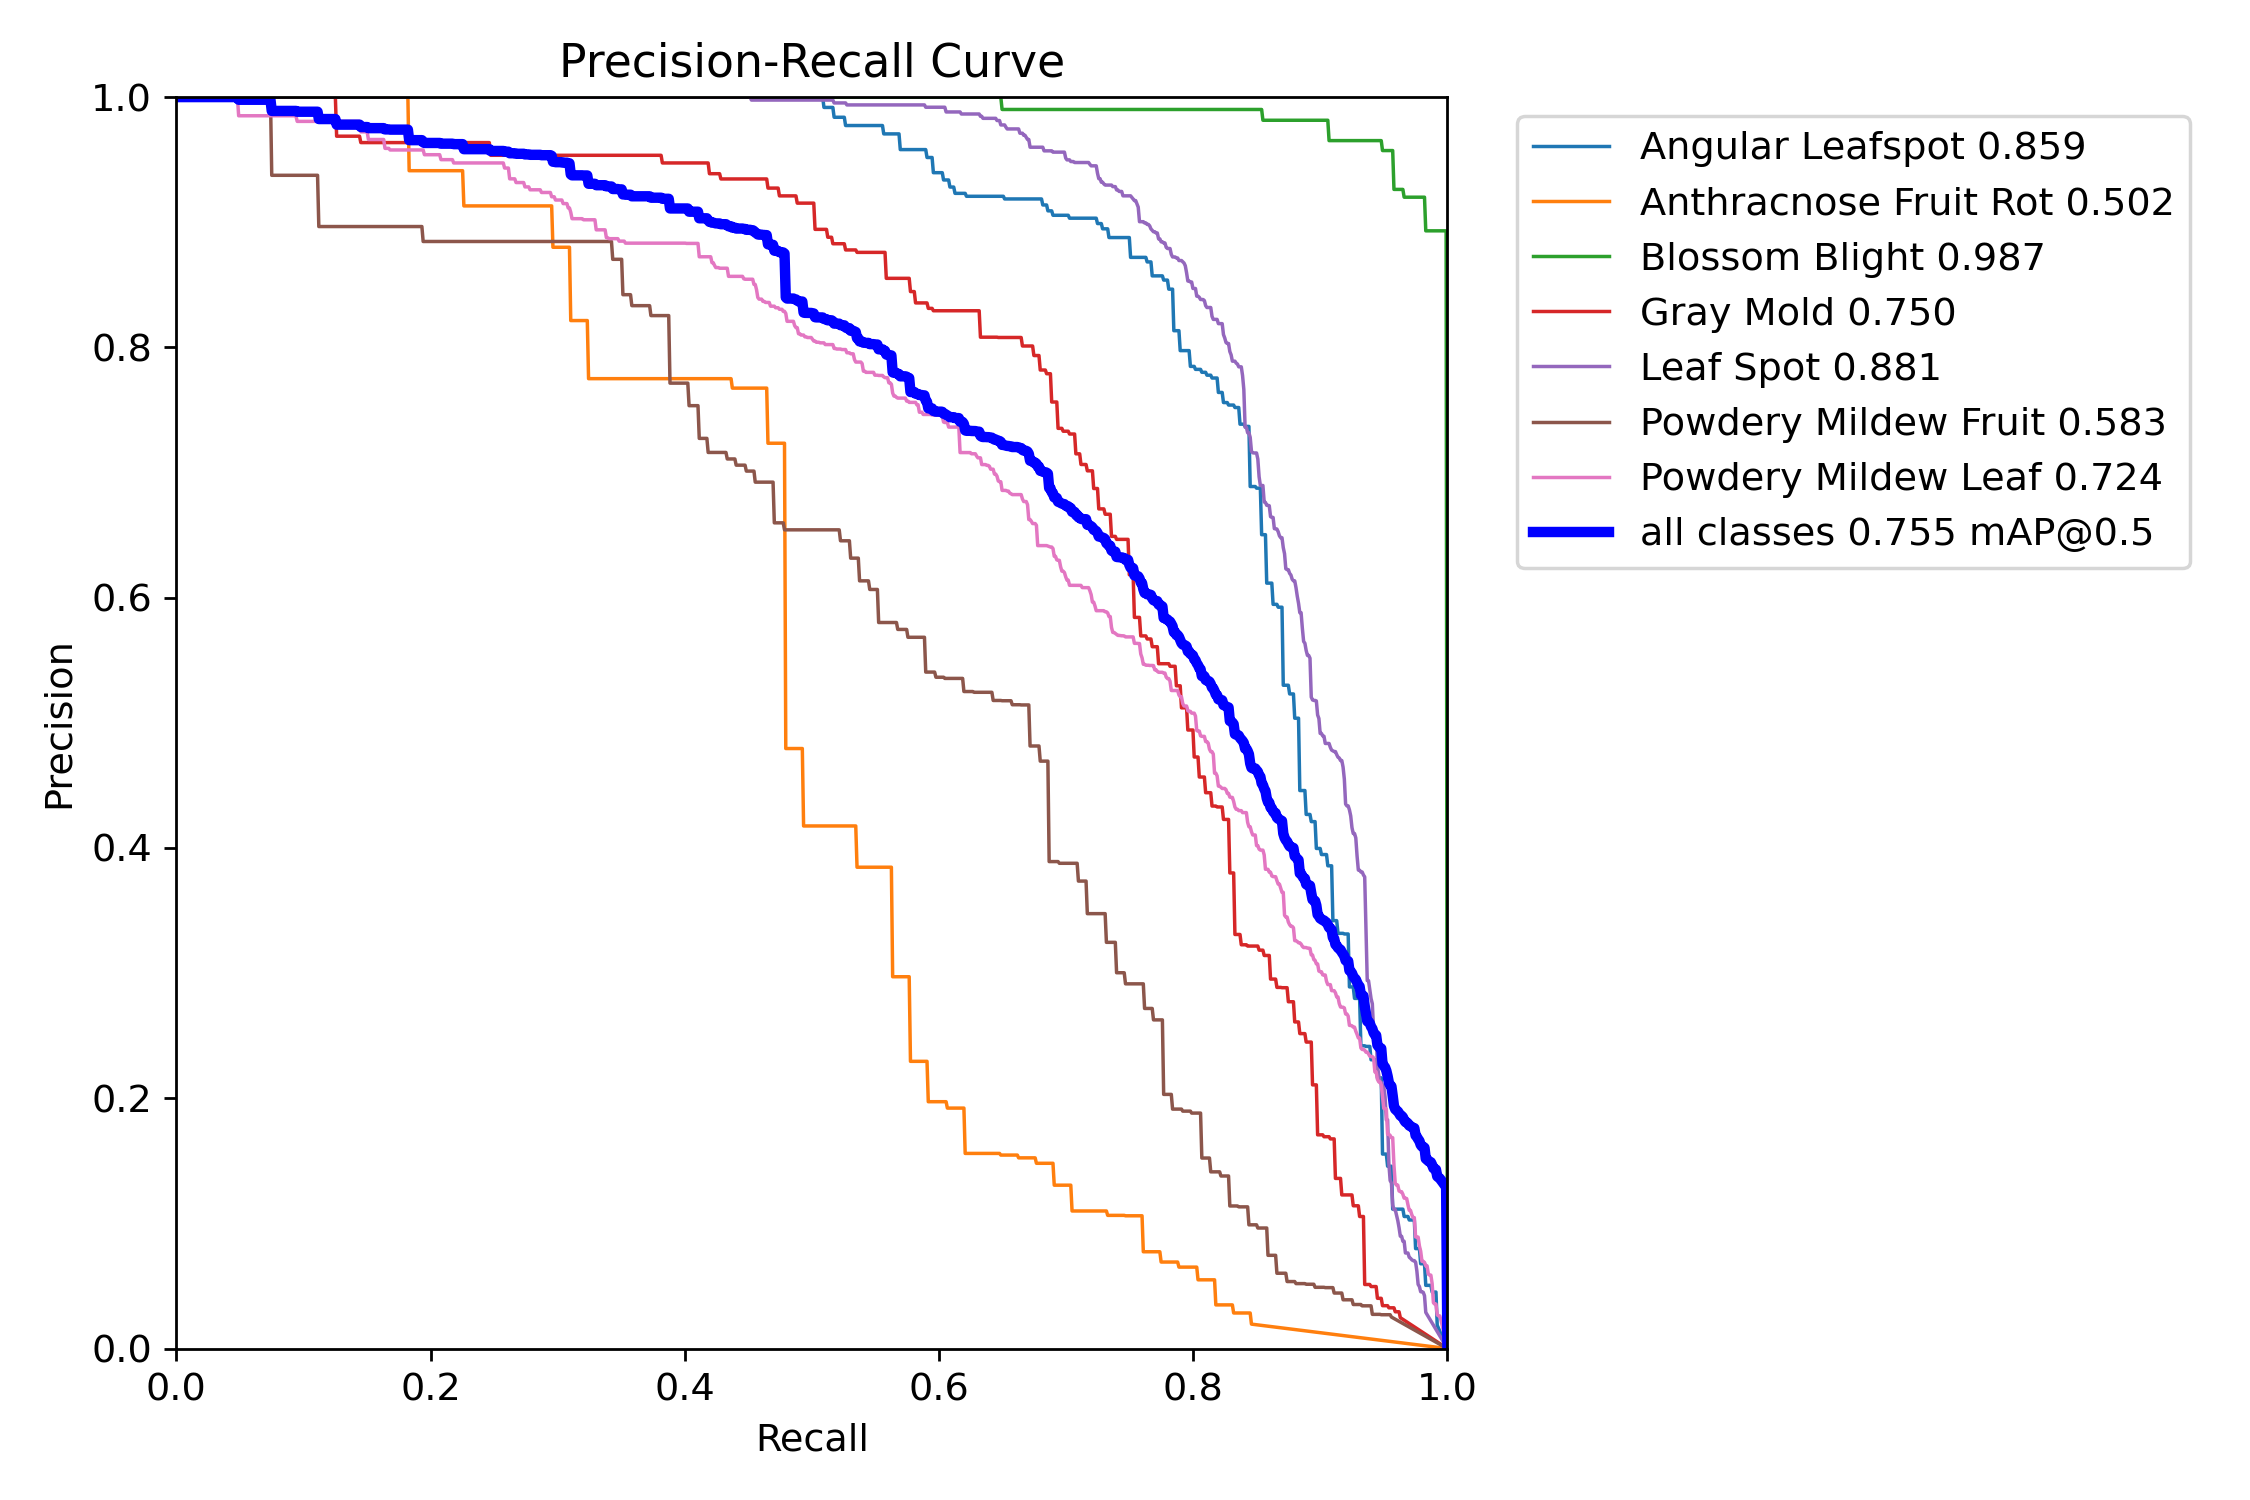 Precision-Recall Curve
1.0
0.8
0.6
0.4
0.2
0.0
Precision
0.0 0.2 0.4 0.6 0.8 1.0
Recall
Angular Leafspot 0.859
Anthracnose Fruit Rot 0.502
Blossom Blight 0.987
Gray Mold 0.750
Leaf Spot 0.881
Powdery Mildew Fruit 0.583
Powdery Mildew Leaf 0.724
all classes 0.755 mAP@0.5